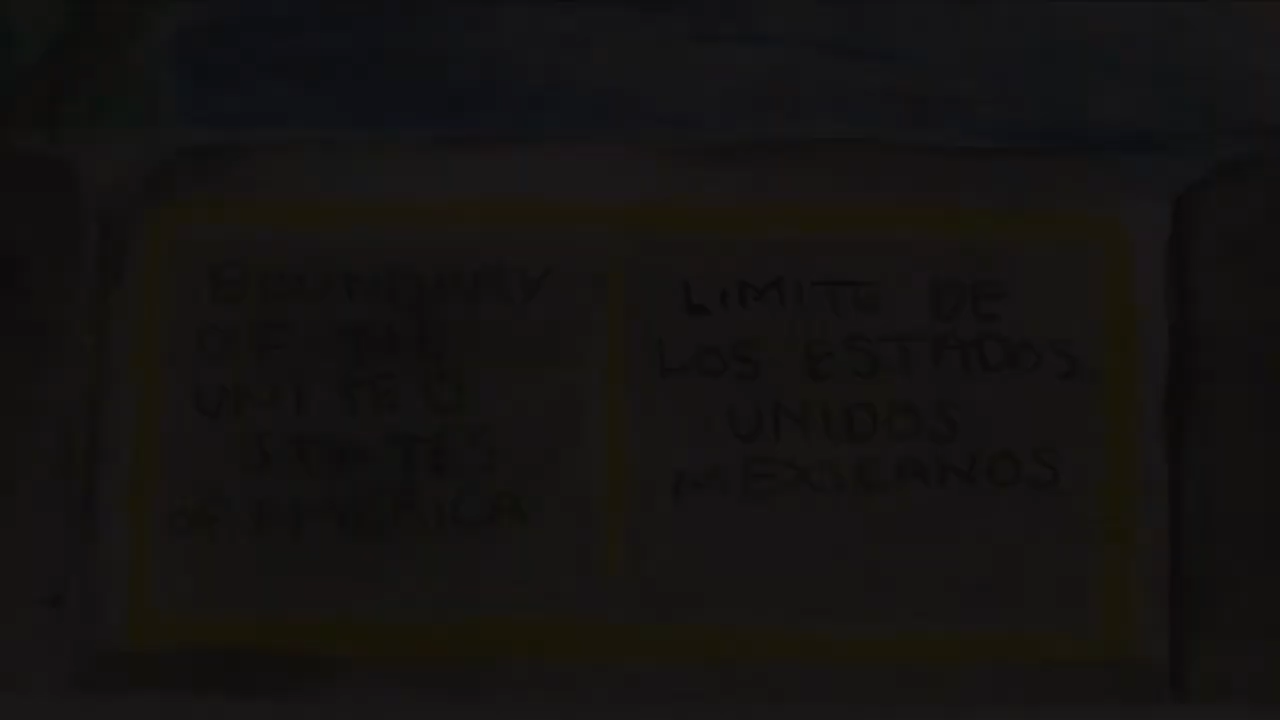 BOUNDARY
OF THE
UNITED
STATES
OF AMERICA
LIMITE DE
LOS ESTADOS
UNIDOS
MEXICANOS